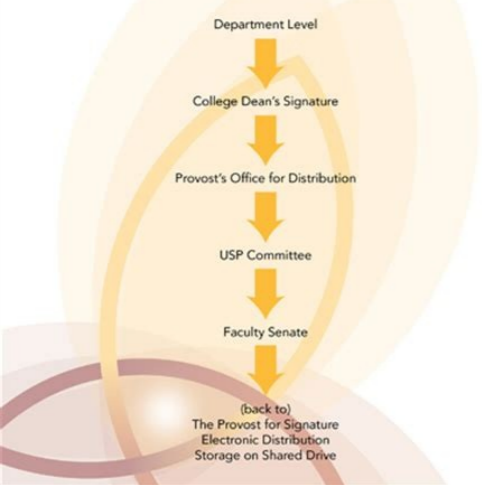 Department Level
College Dean's Signature
Provost's Office for Distribution
USP Committee
Faculty Senate
(back to)
The Provost for Signature
Electronic Distribution
Storage on Shared Drive